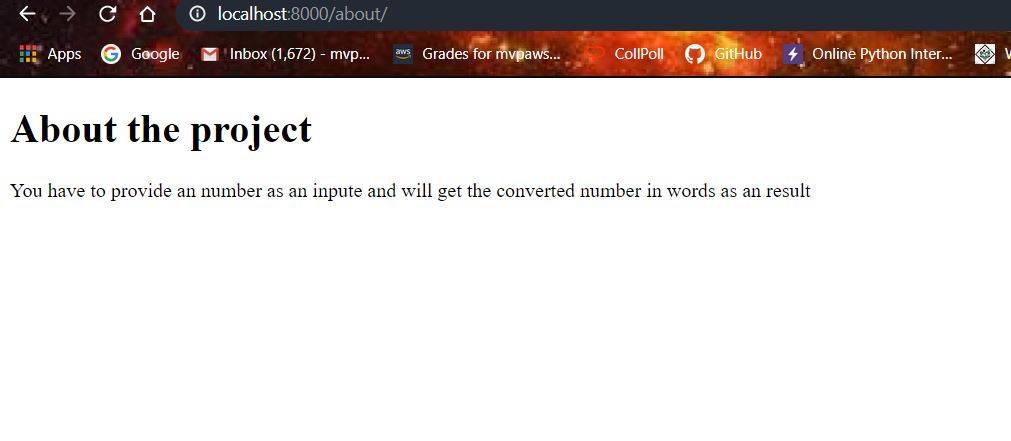 localhost:8000/about/
Apps Google Inbox (1,672) - mvp... aws Grades for mvpaws... CollPoll GitHub Online Python Inter...
About the project
You have to provide an number as an inpute and will get the converted number in words as an result